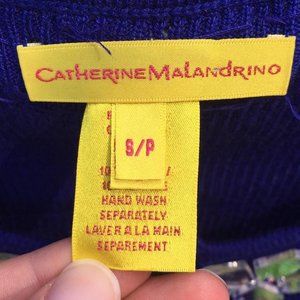 CATHERINE MALANDRINO
S/P
HAND WASH
SEPARATELY
LAVER A LA MAIN
SEPAREMENT